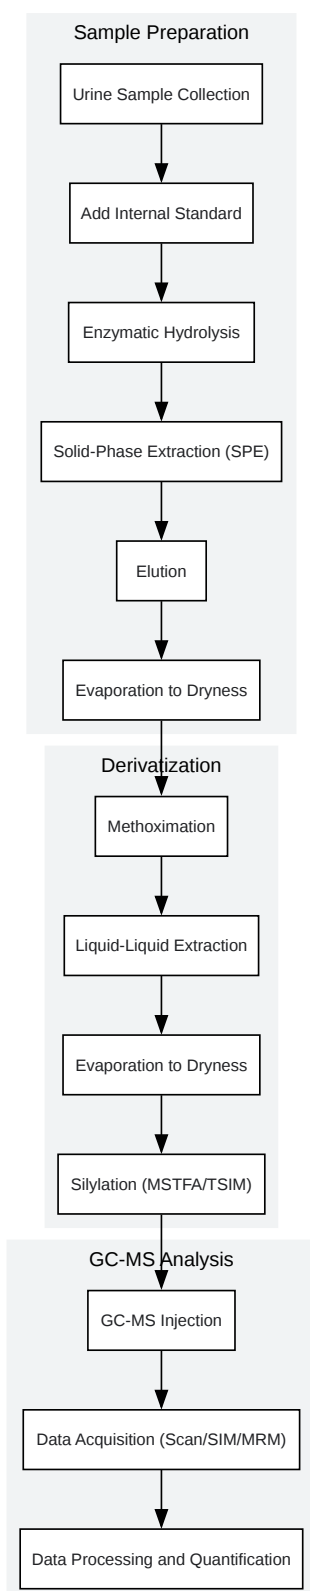 Sample Preparation
Urine Sample Collection
Add Internal Standard
Enzymatic Hydrolysis
Solid-Phase Extraction (SPE)
Elution
Evaporation to Dryness
Derivatization
Methoximation
Liquid-Liquid Extraction
Evaporation to Dryness
Silylation (MSTFA/TSIM)
GC-MS Analysis
GC-MS Injection
Data Acquisition (Scan/SIM/MRM)
Data Processing and Quantification